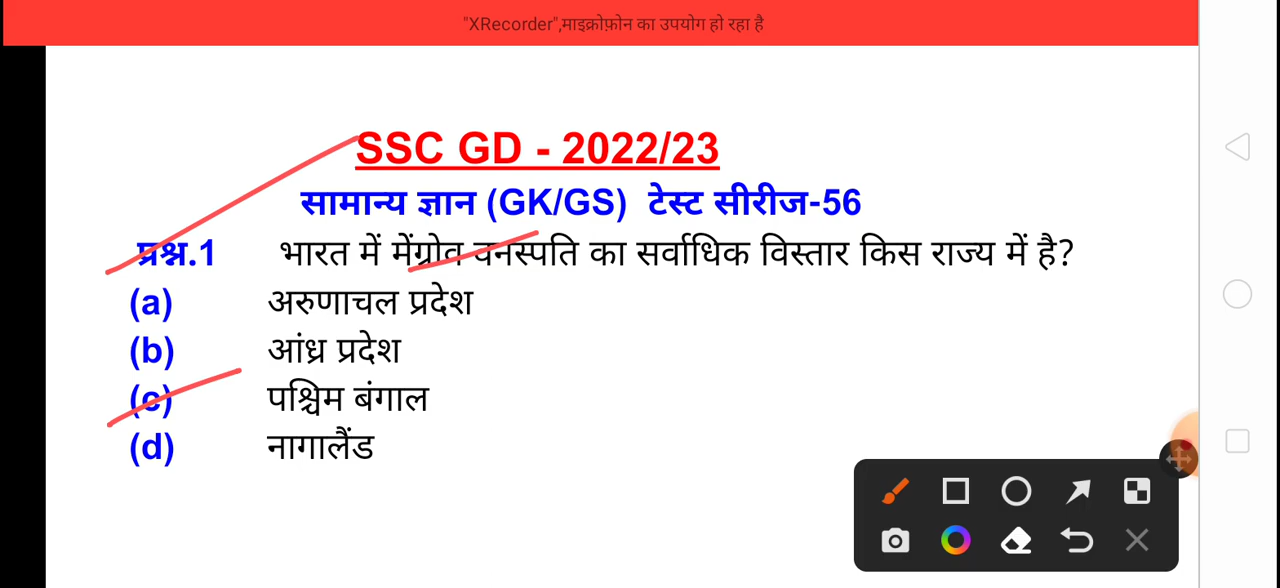 "XRecorder",माइक्रोफ़ोन का उपयोग हो रहा है
SSC GD - 2022/23
सामान्य ज्ञान (GK/GS) टेस्ट सीरीज-56
प्रश्न.1 भारत में मेंग्रोव वनस्पति का सर्वाधिक विस्तार किस राज्य में है?
(a) अरुणाचल प्रदेश
(b) आंध्र प्रदेश
(c) पश्चिम बंगाल
(d) नागालैंड